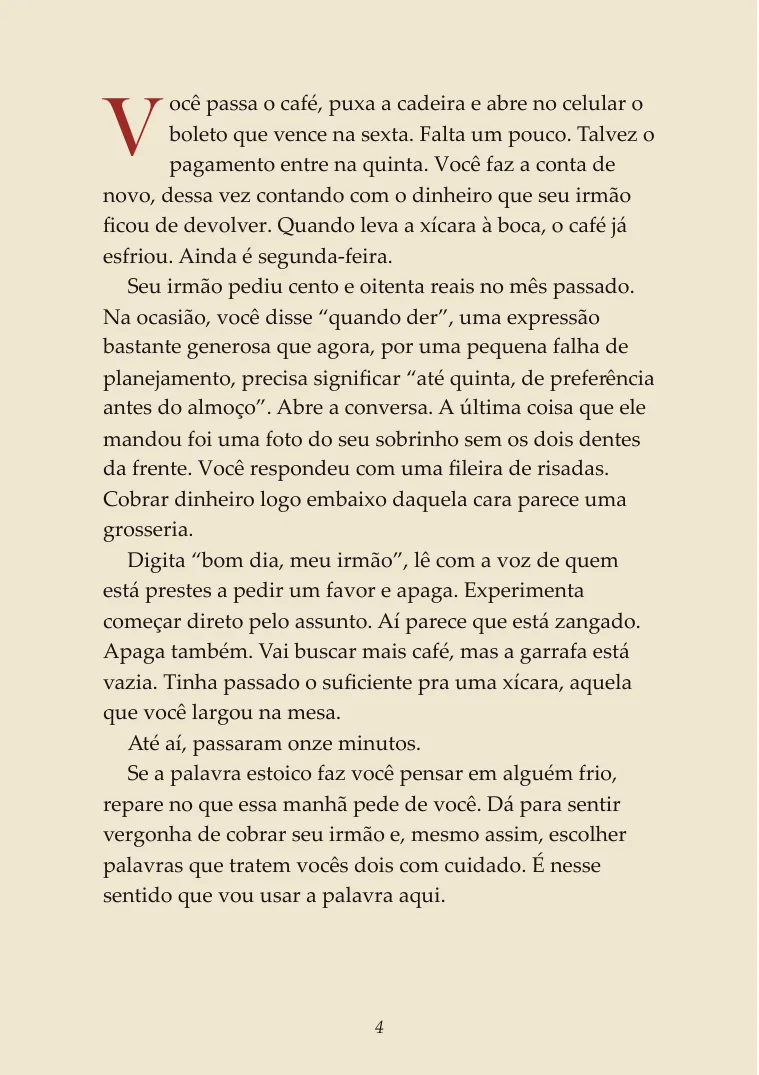 Você passa o café, puxa a cadeira e abre no celular o
boleto que vence na sexta. Falta um pouco. Talvez o
pagamento entre na quinta. Você faz a conta de
novo, dessa vez contando com o dinheiro que seu irmão
ficou de devolver. Quando leva a xícara à boca, o café já
esfriou. Ainda é segunda-feira.
Seu irmão pediu cento e oitenta reais no mês passado.
Na ocasião, você disse “quando der”, uma expressão
bastante generosa que agora, por uma pequena falha de
planejamento, precisa significar “até quinta, de preferência
antes do almoço”. Abre a conversa. A última coisa que ele
mandou foi uma foto do seu sobrinho sem os dois dentes
da frente. Você respondeu com uma fileira de risadas.
Cobrar dinheiro logo embaixo daquela cara parece uma
grosseria.
Digita “bom dia, meu irmão”, lê com a voz de quem
está prestes a pedir um favor e apaga. Experimenta
começar direto pelo assunto. Aí parece que está zangado.
Apaga também. Vai buscar mais café, mas a garrafa está
vazia. Tinha passado o suficiente pra uma xícara, aquela
que você largou na mesa.
Até aí, passaram onze minutos.
Se a palavra estoico faz você pensar em alguém frio,
repare no que essa manhã pede de você. Dá para sentir
vergonha de cobrar seu irmão e, mesmo assim, escolher
palavras que tratem vocês dois com cuidado. É nesse
sentido que vou usar a palavra aqui.
4